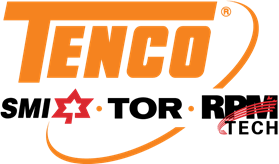 TENCO®
SMI · TOR · RPM
TECH